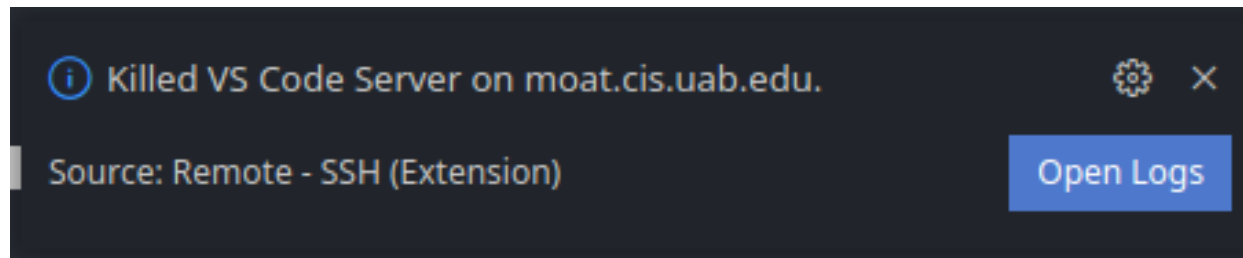 Killed VS Code Server on moat.cis.uab.edu.
Source: Remote - SSH (Extension)
Open Logs